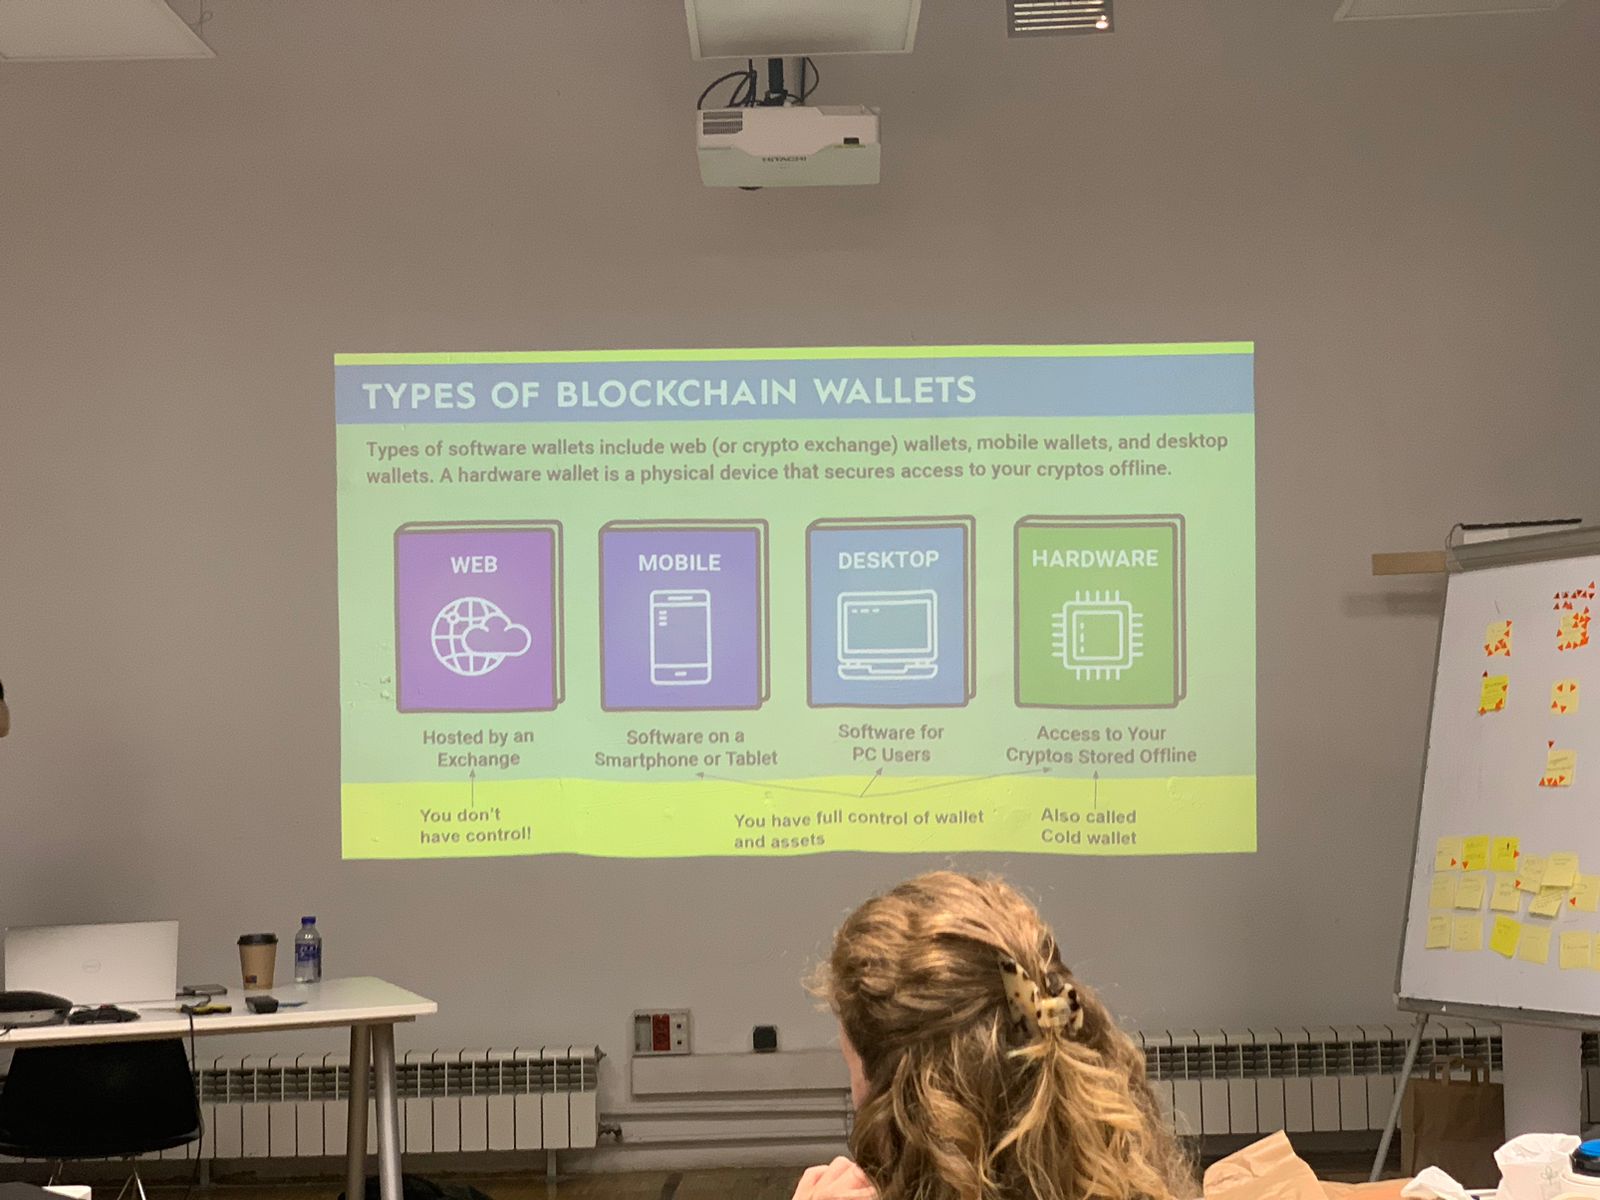 HITACHI
TYPES OF BLOCKCHAIN WALLETS
Types of software wallets include web (or crypto exchange) wallets, mobile wallets, and desktop
wallets. A hardware wallet is a physical device that secures access to your cryptos offline.
WEB
Hosted by an
Exchange
You don't
have control!
MOBILE
Software on a
Smartphone or Tablet
DESKTOP
Software for
PC Users
You have full control of wallet
and assets
HARDWARE
Access to Your
Cryptos Stored Offline
Also called
Cold wallet
DELL